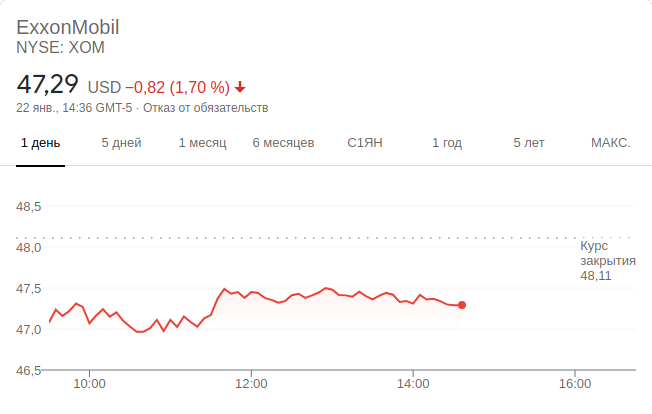 ExxonMobil
NYSE: XOM
47,29 USD −0,82 (1,70 %)
22 янв., 14:36 GMT-5 · Отказ от обязательств
1 день 5 дней 1 месяц 6 месяцев С1ЯН 1 год 5 лет МАКС.
48,5
48,0
47,5
47,0
46,5
Курс
закрытия
48,11
10:00 12:00 14:00 16:00